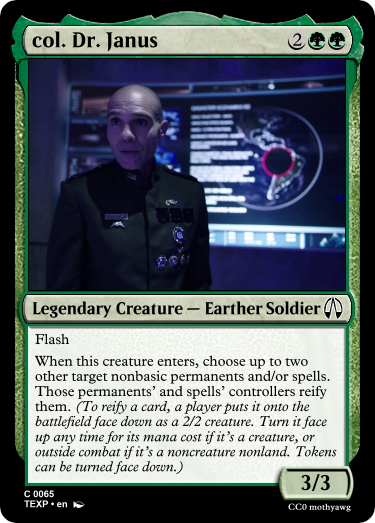 col. Dr. Janus 2
Legendary Creature — Earther Soldier
Flash
When this creature enters, choose up to two
other target nonbasic permanents and/or spells.
Those permanents' and spells' controllers reify
them. (To reify a card, a player puts it onto the
battlefield face down as a 2/2 creature. Turn it face
up any time for its mana cost if it's a creature, or
outside combat if it's a noncreature nonland. Tokens
can be turned face down.)
3/3
C 0065
TEXP • en
CC0 mothyawg